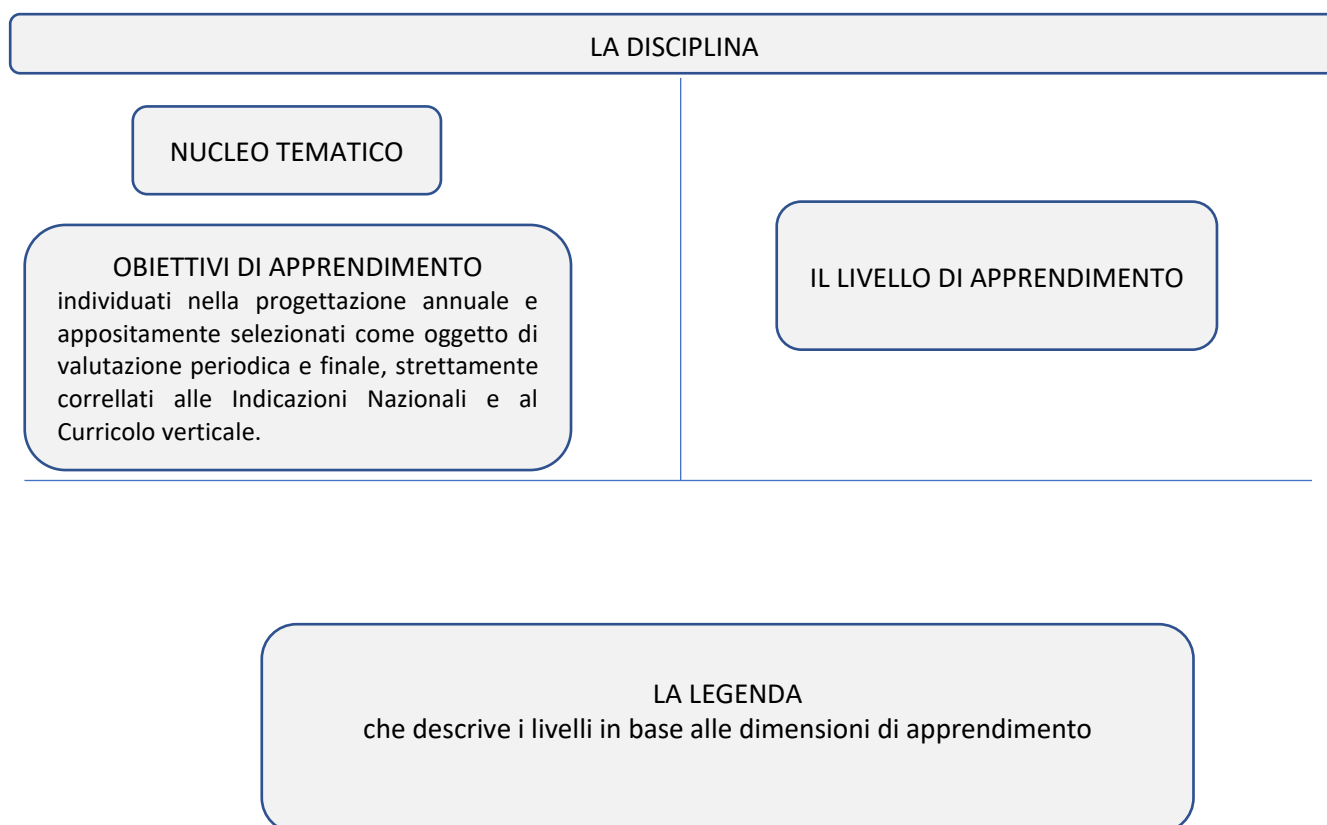 LA DISCIPLINA
NUCLEO TEMATICO
OBIETTIVI DI APPRENDIMENTO
individuati nella progettazione annuale e
appositamente selezionati come oggetto di
valutazione periodica e finale, strettamente
correllati alle Indicazioni Nazionali e al
Curricolo verticale.
IL LIVELLO DI APPRENDIMENTO
LA LEGENDA
che descrive i livelli in base alle dimensioni di apprendimento